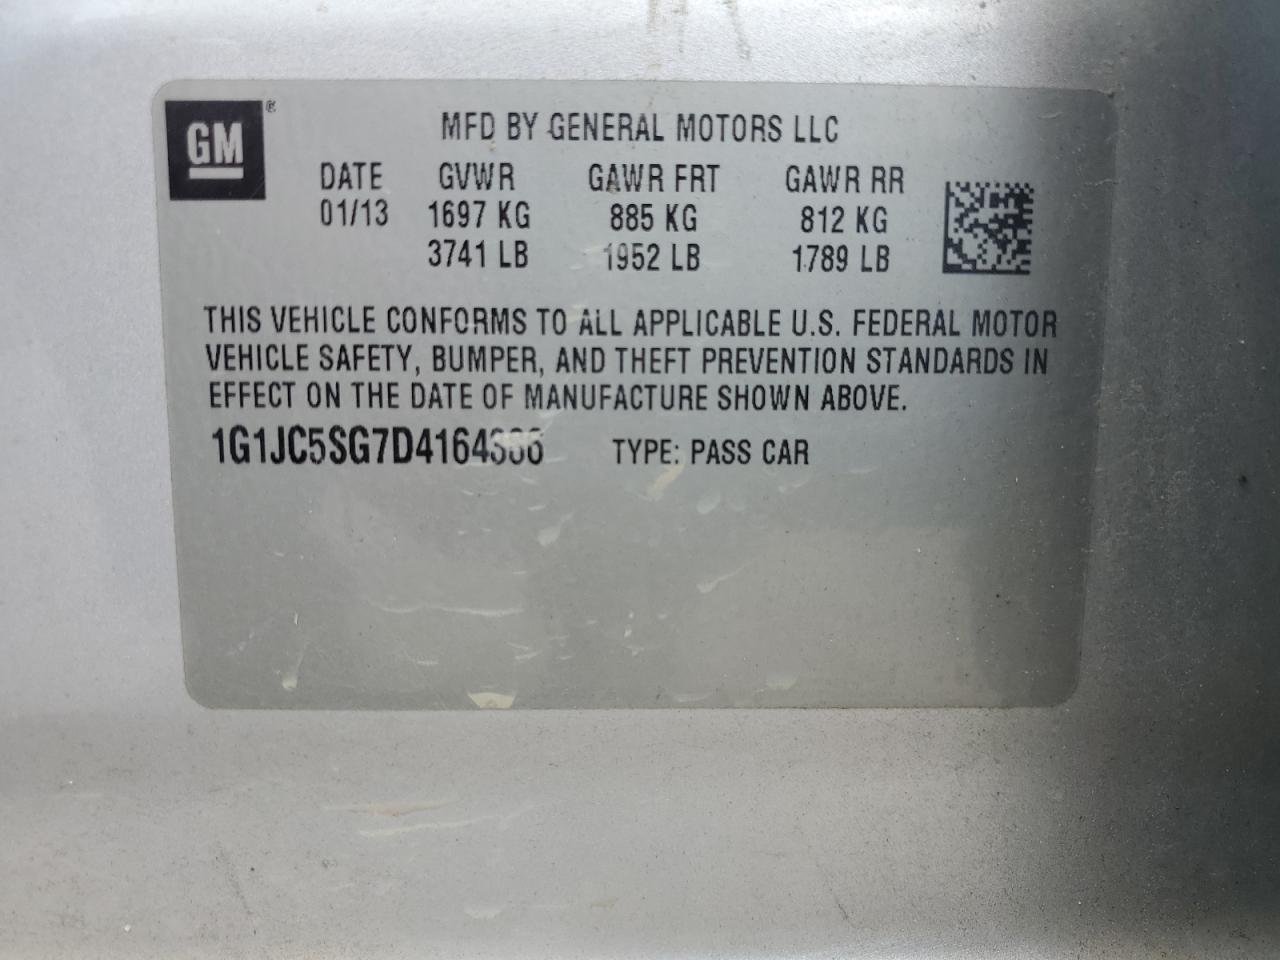 GM®
MFD BY GENERAL MOTORS LLC
DATE GVWR GAWR FRT GAWR RR
01/13 1697 KG 885 KG 812 KG
3741 LB 1952 LB 1789 LB
THIS VEHICLE CONFORMS TO ALL APPLICABLE U.S. FEDERAL MOTOR
VEHICLE SAFETY, BUMPER, AND THEFT PREVENTION STANDARDS IN
EFFECT ON THE DATE OF MANUFACTURE SHOWN ABOVE.
1G1JC5SG7D4164386 TYPE: PASS CAR